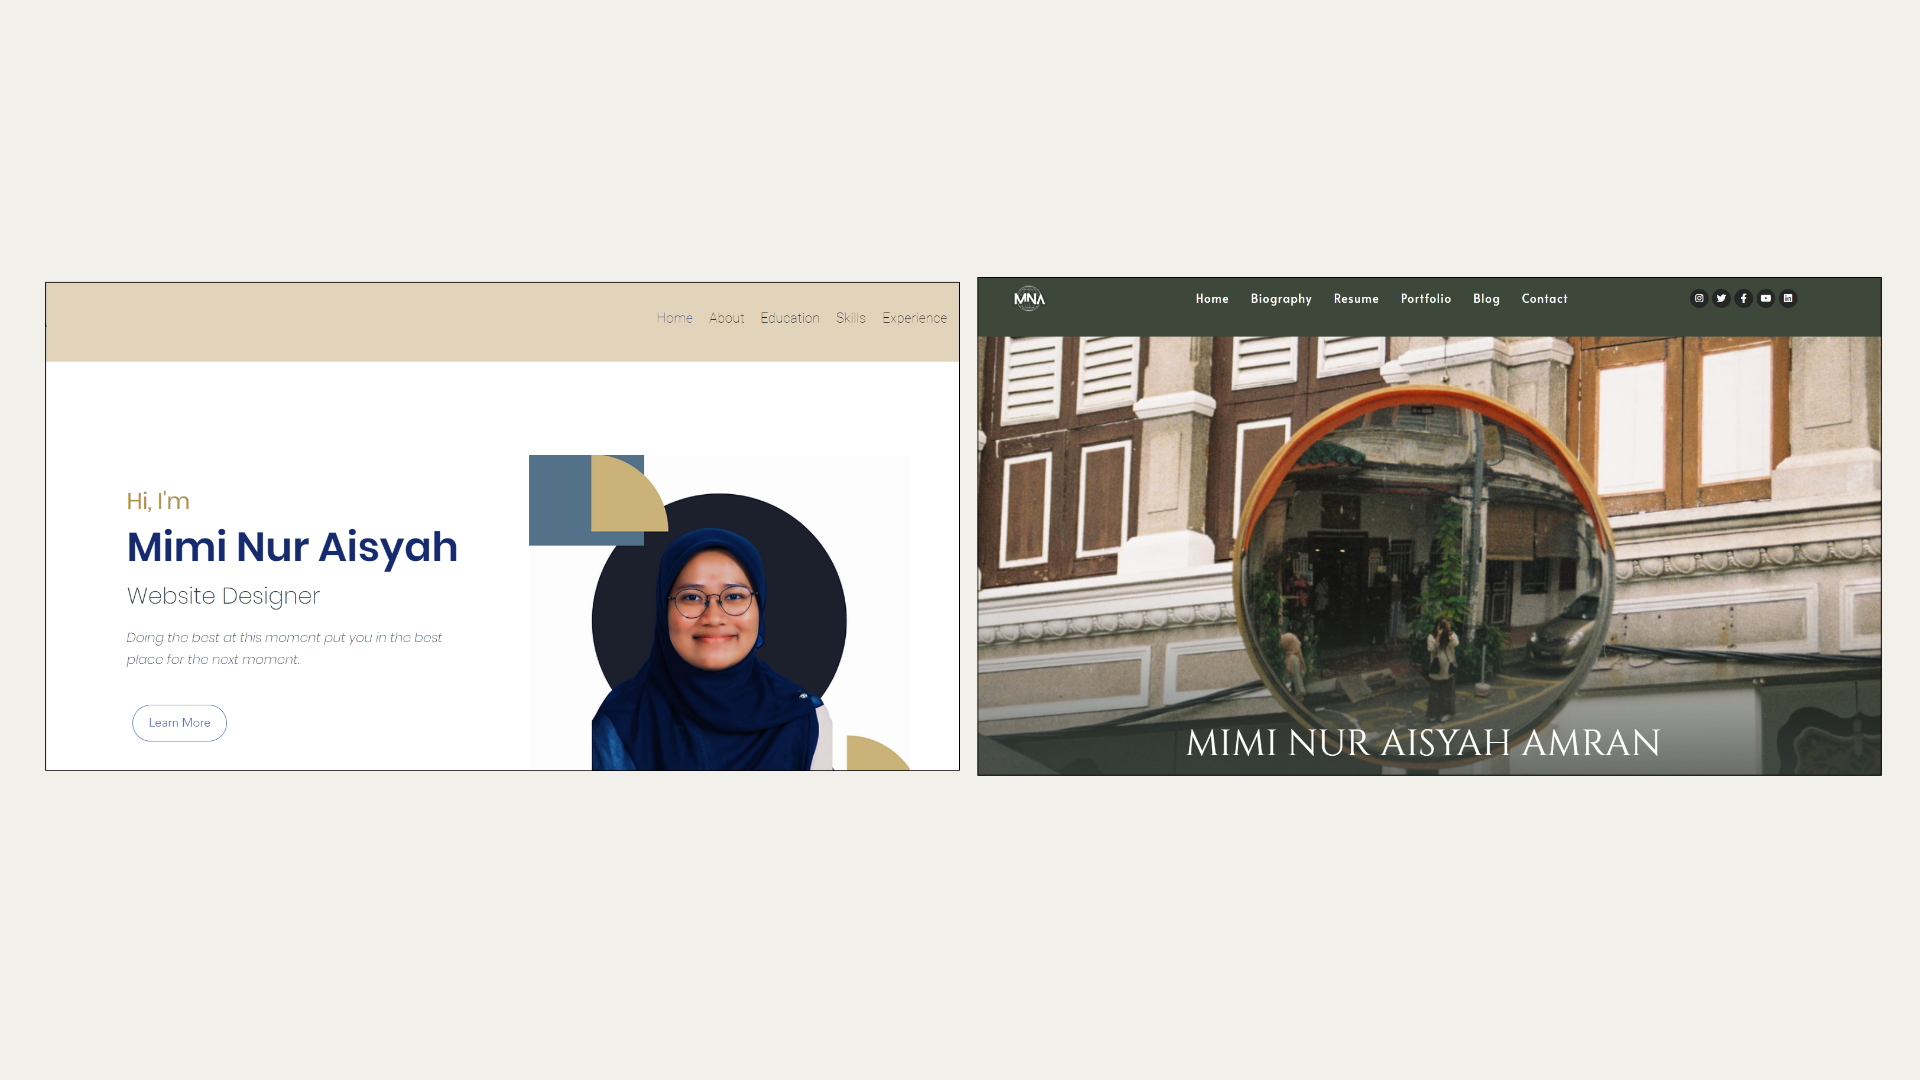 Home About Education Skills Experience
Hi, I'm
Mimi Nur Aisyah
Website Designer
Doing the best at this moment put you in the best
place for the next moment.
Learn More
MNA
Home Biography Resume Portfolio Blog Contact
MIMI NUR AISYAH AMRAN